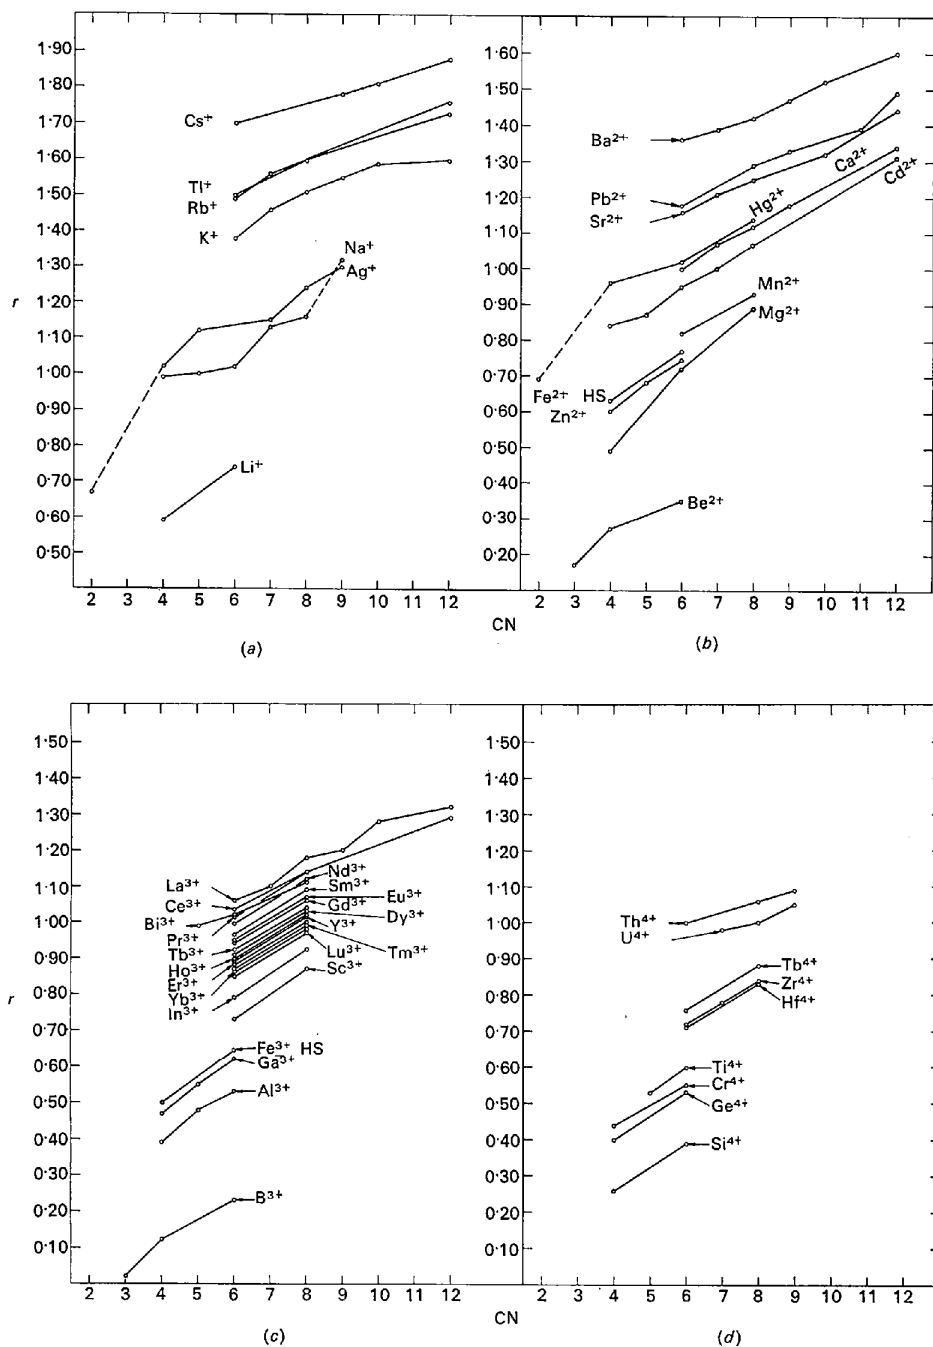 1·90
1·80
1·70
1·60
1·50
1·40
1·30
1·20
1·10
1·00
0·90
0·80
0·70
0·60
0·50
r
Cs⁺
Tl⁺
Rb⁺
K⁺
Na⁺
Ag⁺
Li⁺
2 3 4 5 6 7 8 9 10 11 12
(a)
1·60
1·50
1·40
1·30
1·20
1·10
1·00
0·90
0·80
0·70
0·60
0·50
0·40
0·30
0·20
Ba²⁺
Pb²⁺
Sr²⁺
Hg²⁺
Ca²⁺
Cd²⁺
Mn²⁺
Mg²⁺
Fe²⁺ HS
Zn²⁺
Be²⁺
2 3 4 5 6 7 8 9 10 11 12
CN
(b)
1·50
1·40
1·30
1·20
1·10
1·00
0·90
0·80
0·70
0·60
0·50
0·40
0·30
0·20
0·10
r
La³⁺
Ce³⁺
Bi³⁺
Pr³⁺
Tb³⁺
Ho³⁺
Er³⁺
Yb³⁺
In³⁺
Nd³⁺
Sm³⁺
Eu³⁺
Gd³⁺
Dy³⁺
Y³⁺
Tm³⁺
Lu³⁺
Sc³⁺
Fe³⁺ HS
Ga³⁺
Al³⁺
B³⁺
2 3 4 5 6 7 8 9 10 11 12
(c)
1·50
1·40
1·30
1·20
1·10
1·00
0·90
0·80
0·70
0·60
0·50
0·40
0·30
0·20
0·10
Th⁴⁺
U⁴⁺
Tb⁴⁺
Zr⁴⁺
Hf⁴⁺
Ti⁴⁺
Cr⁴⁺
Ge⁴⁺
Si⁴⁺
2 3 4 5 6 7 8 9 10 11 12
CN
(d)